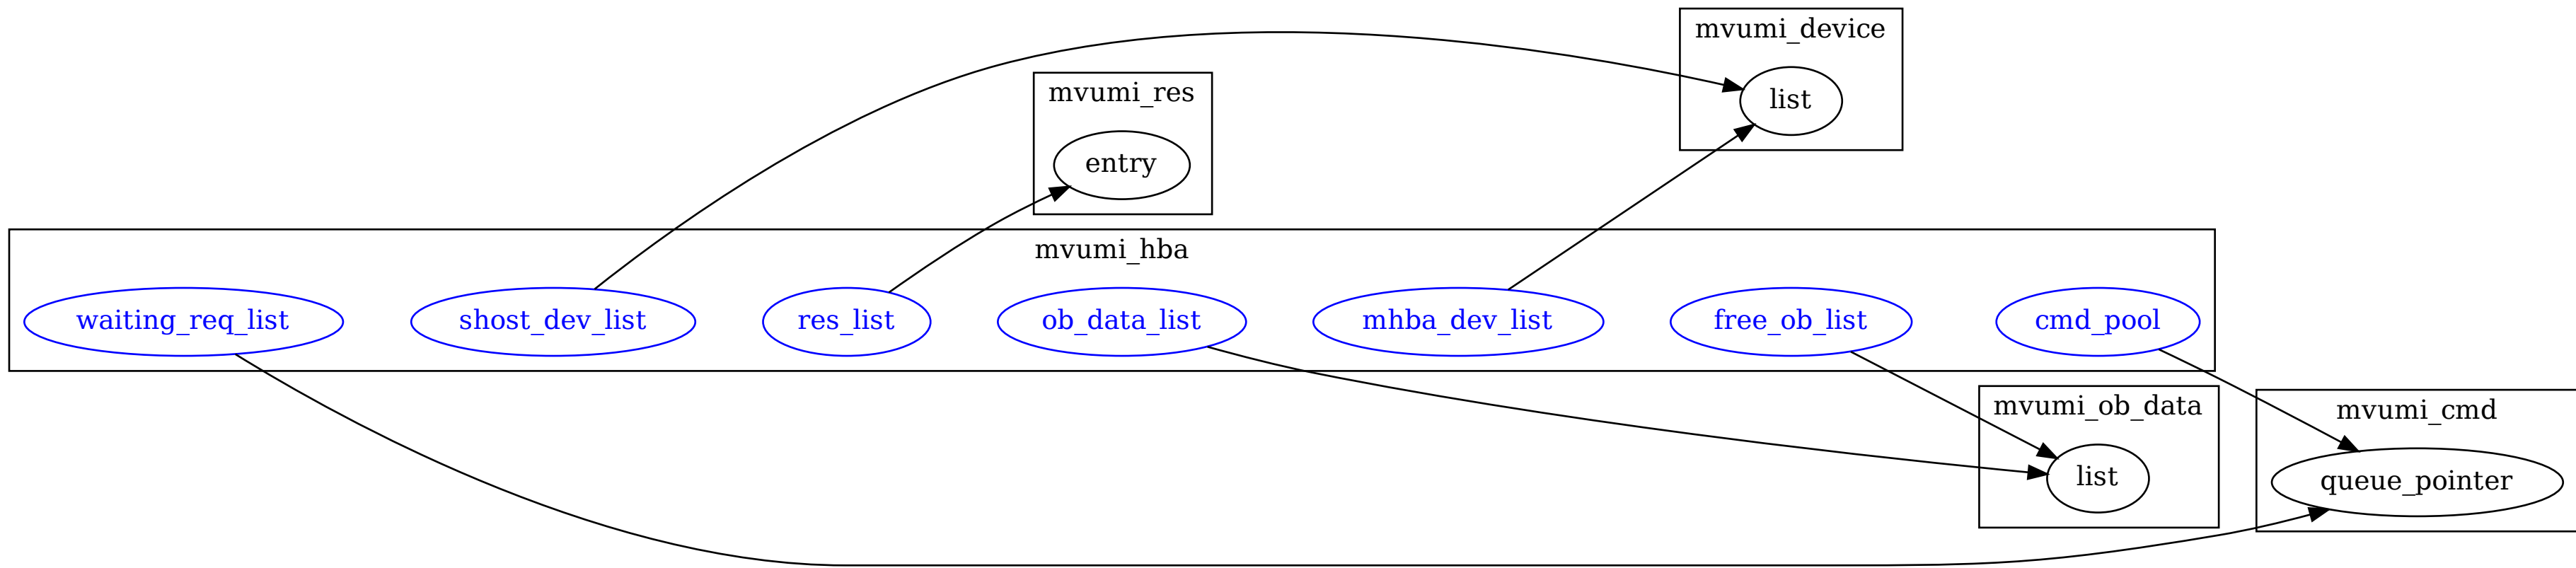 mvumi_device
list
mvumi_res
entry
mvumi_hba
waiting_req_list
shost_dev_list
res_list
ob_data_list
mhba_dev_list
free_ob_list
cmd_pool
mvumi_ob_data
list
mvumi_cmd
queue_pointer